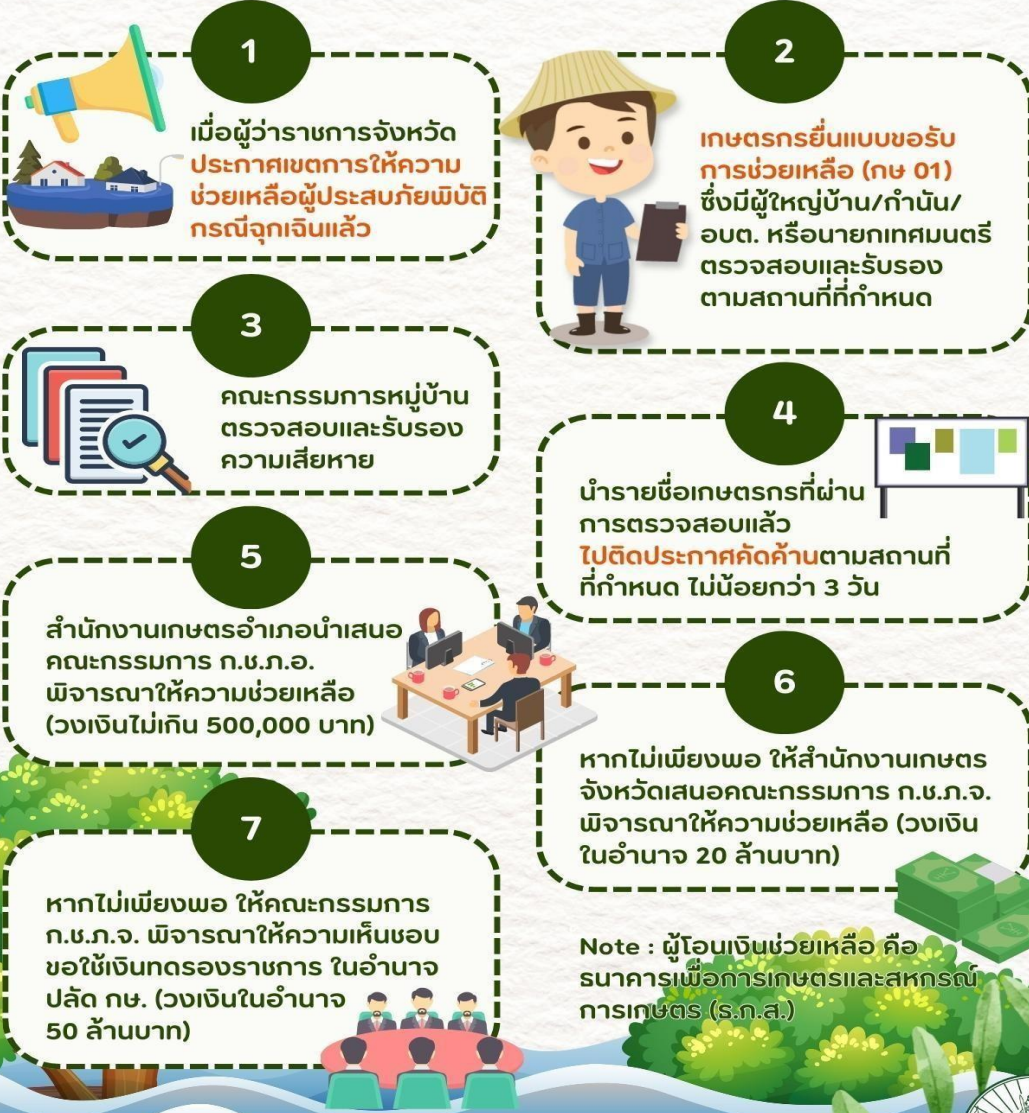 1
เมื่อผู้ว่าราชการจังหวัด
ประกาศเขตการให้ความ
ช่วยเหลือผู้ประสบภัยพิบัติ
กรณีฉุกเฉินแล้ว
2
เกษตรกรยื่นแบบขอรับ
การช่วยเหลือ (กษ 01)
ซึ่งมีผู้ใหญ่บ้าน/กำนัน/
อบต. หรือนายกเทศมนตรี
ตรวจสอบและรับรอง
ตามสถานที่ที่กำหนด
3
คณะกรรมการหมู่บ้าน
ตรวจสอบและรับรอง
ความเสียหาย
4
นำรายชื่อเกษตรกรที่ผ่าน
การตรวจสอบแล้ว
ไปติดประกาศคัดค้านตามสถานที่
ที่กำหนด ไม่น้อยกว่า 3 วัน
5
สำนักงานเกษตรอำเภอนำเสนอ
คณะกรรมการ ก.ช.ภ.อ.
พิจารณาให้ความช่วยเหลือ
(วงเงินไม่เกิน 500,000 บาท)
6
หากไม่เพียงพอ ให้สำนักงานเกษตร
จังหวัดเสนอคณะกรรมการ ก.ช.ภ.จ.
พิจารณาให้ความช่วยเหลือ (วงเงิน
ในอำนาจ 20 ล้านบาท)
7
หากไม่เพียงพอ ให้คณะกรรมการ
ก.ช.ภ.จ. พิจารณาให้ความเห็นชอบ
ขอใช้เงินทดรองราชการ ในอำนาจ
ปลัด กษ. (วงเงินในอำนาจ
50 ล้านบาท)
Note : ผู้โอนเงินช่วยเหลือ คือ
ธนาคารเพื่อการเกษตรและสหกรณ์
การเกษตร (ธ.ก.ส.)